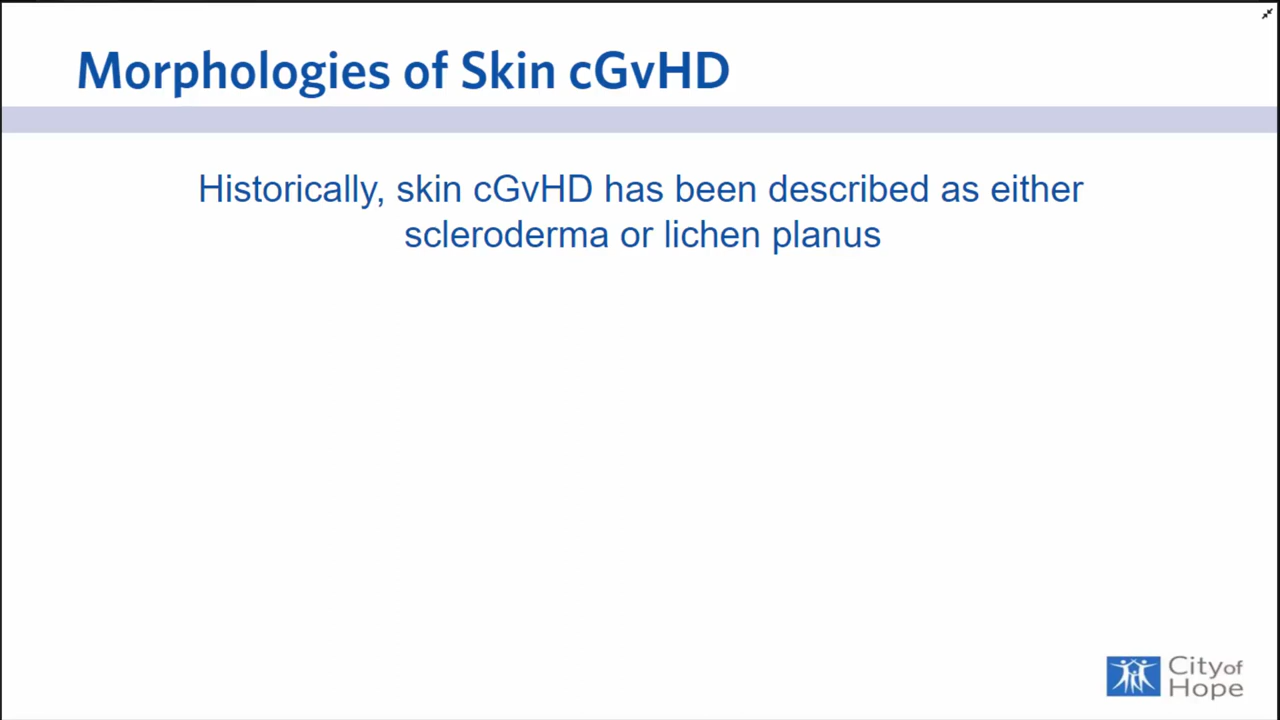 Morphologies of Skin cGvHD
Historically, skin cGvHD has been described as either
scleroderma or lichen planus
City of
Hope